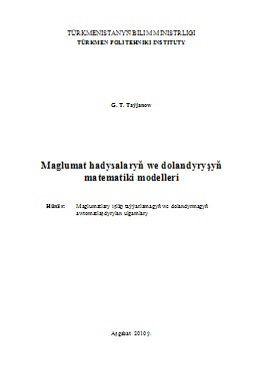 TÜRKMENISTANYŇ BILIM MINISTRLIGI
TÜRKMEN POLITEHNIKI INSTITUTY
G. T. Taýjanow
Maglumat hadysalaryň we dolandyryşyň
matematiki modelleri
Hünär: Maglumatlary işläp taýýarlamagyň we dolandyrmagyň
awtomatlaşdyrylan ulgamlary
Aşgabat 2010 ý.